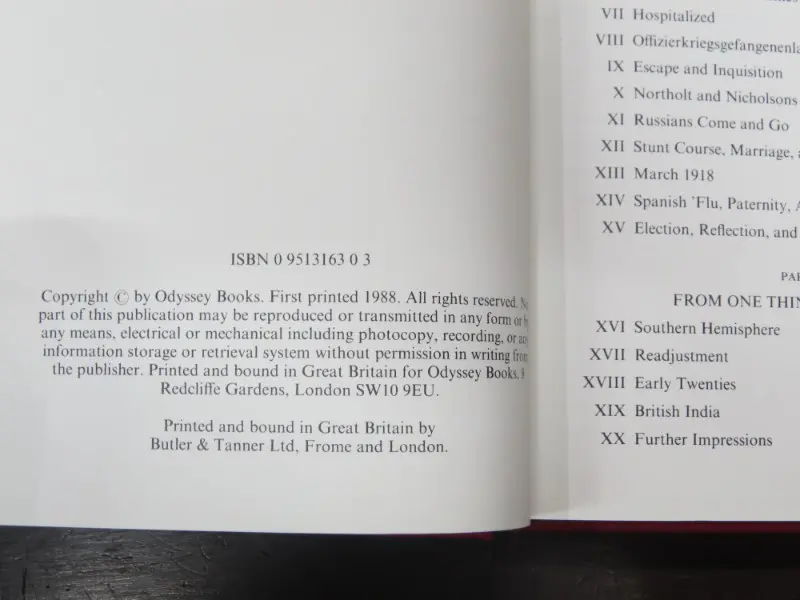 ISBN 0 9513163 0 3
Copyright © by Odyssey Books. First printed 1988. All rights reserved. No
part of this publication may be reproduced or transmitted in any form or by
any means, electrical or mechanical including photocopy, recording, or any
information storage or retrieval system without permission in writing from
the publisher. Printed and bound in Great Britain for Odyssey Books,
Redcliffe Gardens, London SW10 9EU.
Printed and bound in Great Britain by
Butler & Tanner Ltd, Frome and London.
VII Hospitalized
VIII Offizierkriegsgefangenenla
IX Escape and Inquisition
X Northolt and Nicholsons
XI Russians Come and Go
XII Stunt Course, Marriage, a
XIII March 1918
XIV Spanish 'Flu, Paternity, A
XV Election, Reflection, and
PAR
FROM ONE THIN
XVI Southern Hemisphere
XVII Readjustment
XVIII Early Twenties
XIX British India
XX Further Impressions